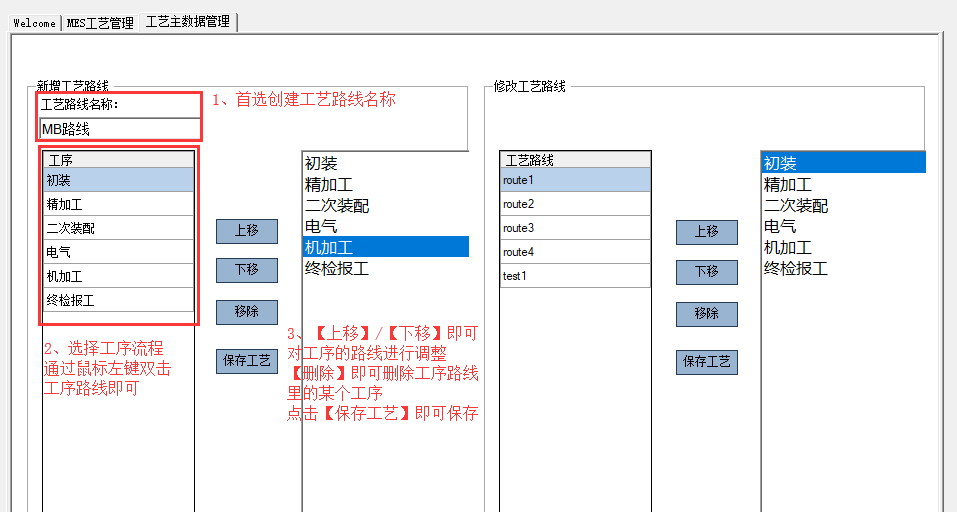 Welcome
MES工艺管理
工艺主数据管理
新增工艺路线
工艺路线名称:
MB路线
1、首选创建工艺路线名称
工序
初装
精加工
二次装配
电气
机加工
终检报工
2、选择工序流程
通过鼠标左键双击
工序路线即可
上移
下移
移除
保存工艺
初装
精加工
二次装配
电气
机加工
终检报工
3、【上移】/【下移】即可
对工序的路线进行调整
【删除】即可删除工序路线
里的某个工序
点击【保存工艺】即可保存
修改工艺路线
工艺路线
route1
route2
route3
route4
test1
上移
下移
移除
保存工艺
初装
精加工
二次装配
电气
机加工
终检报工